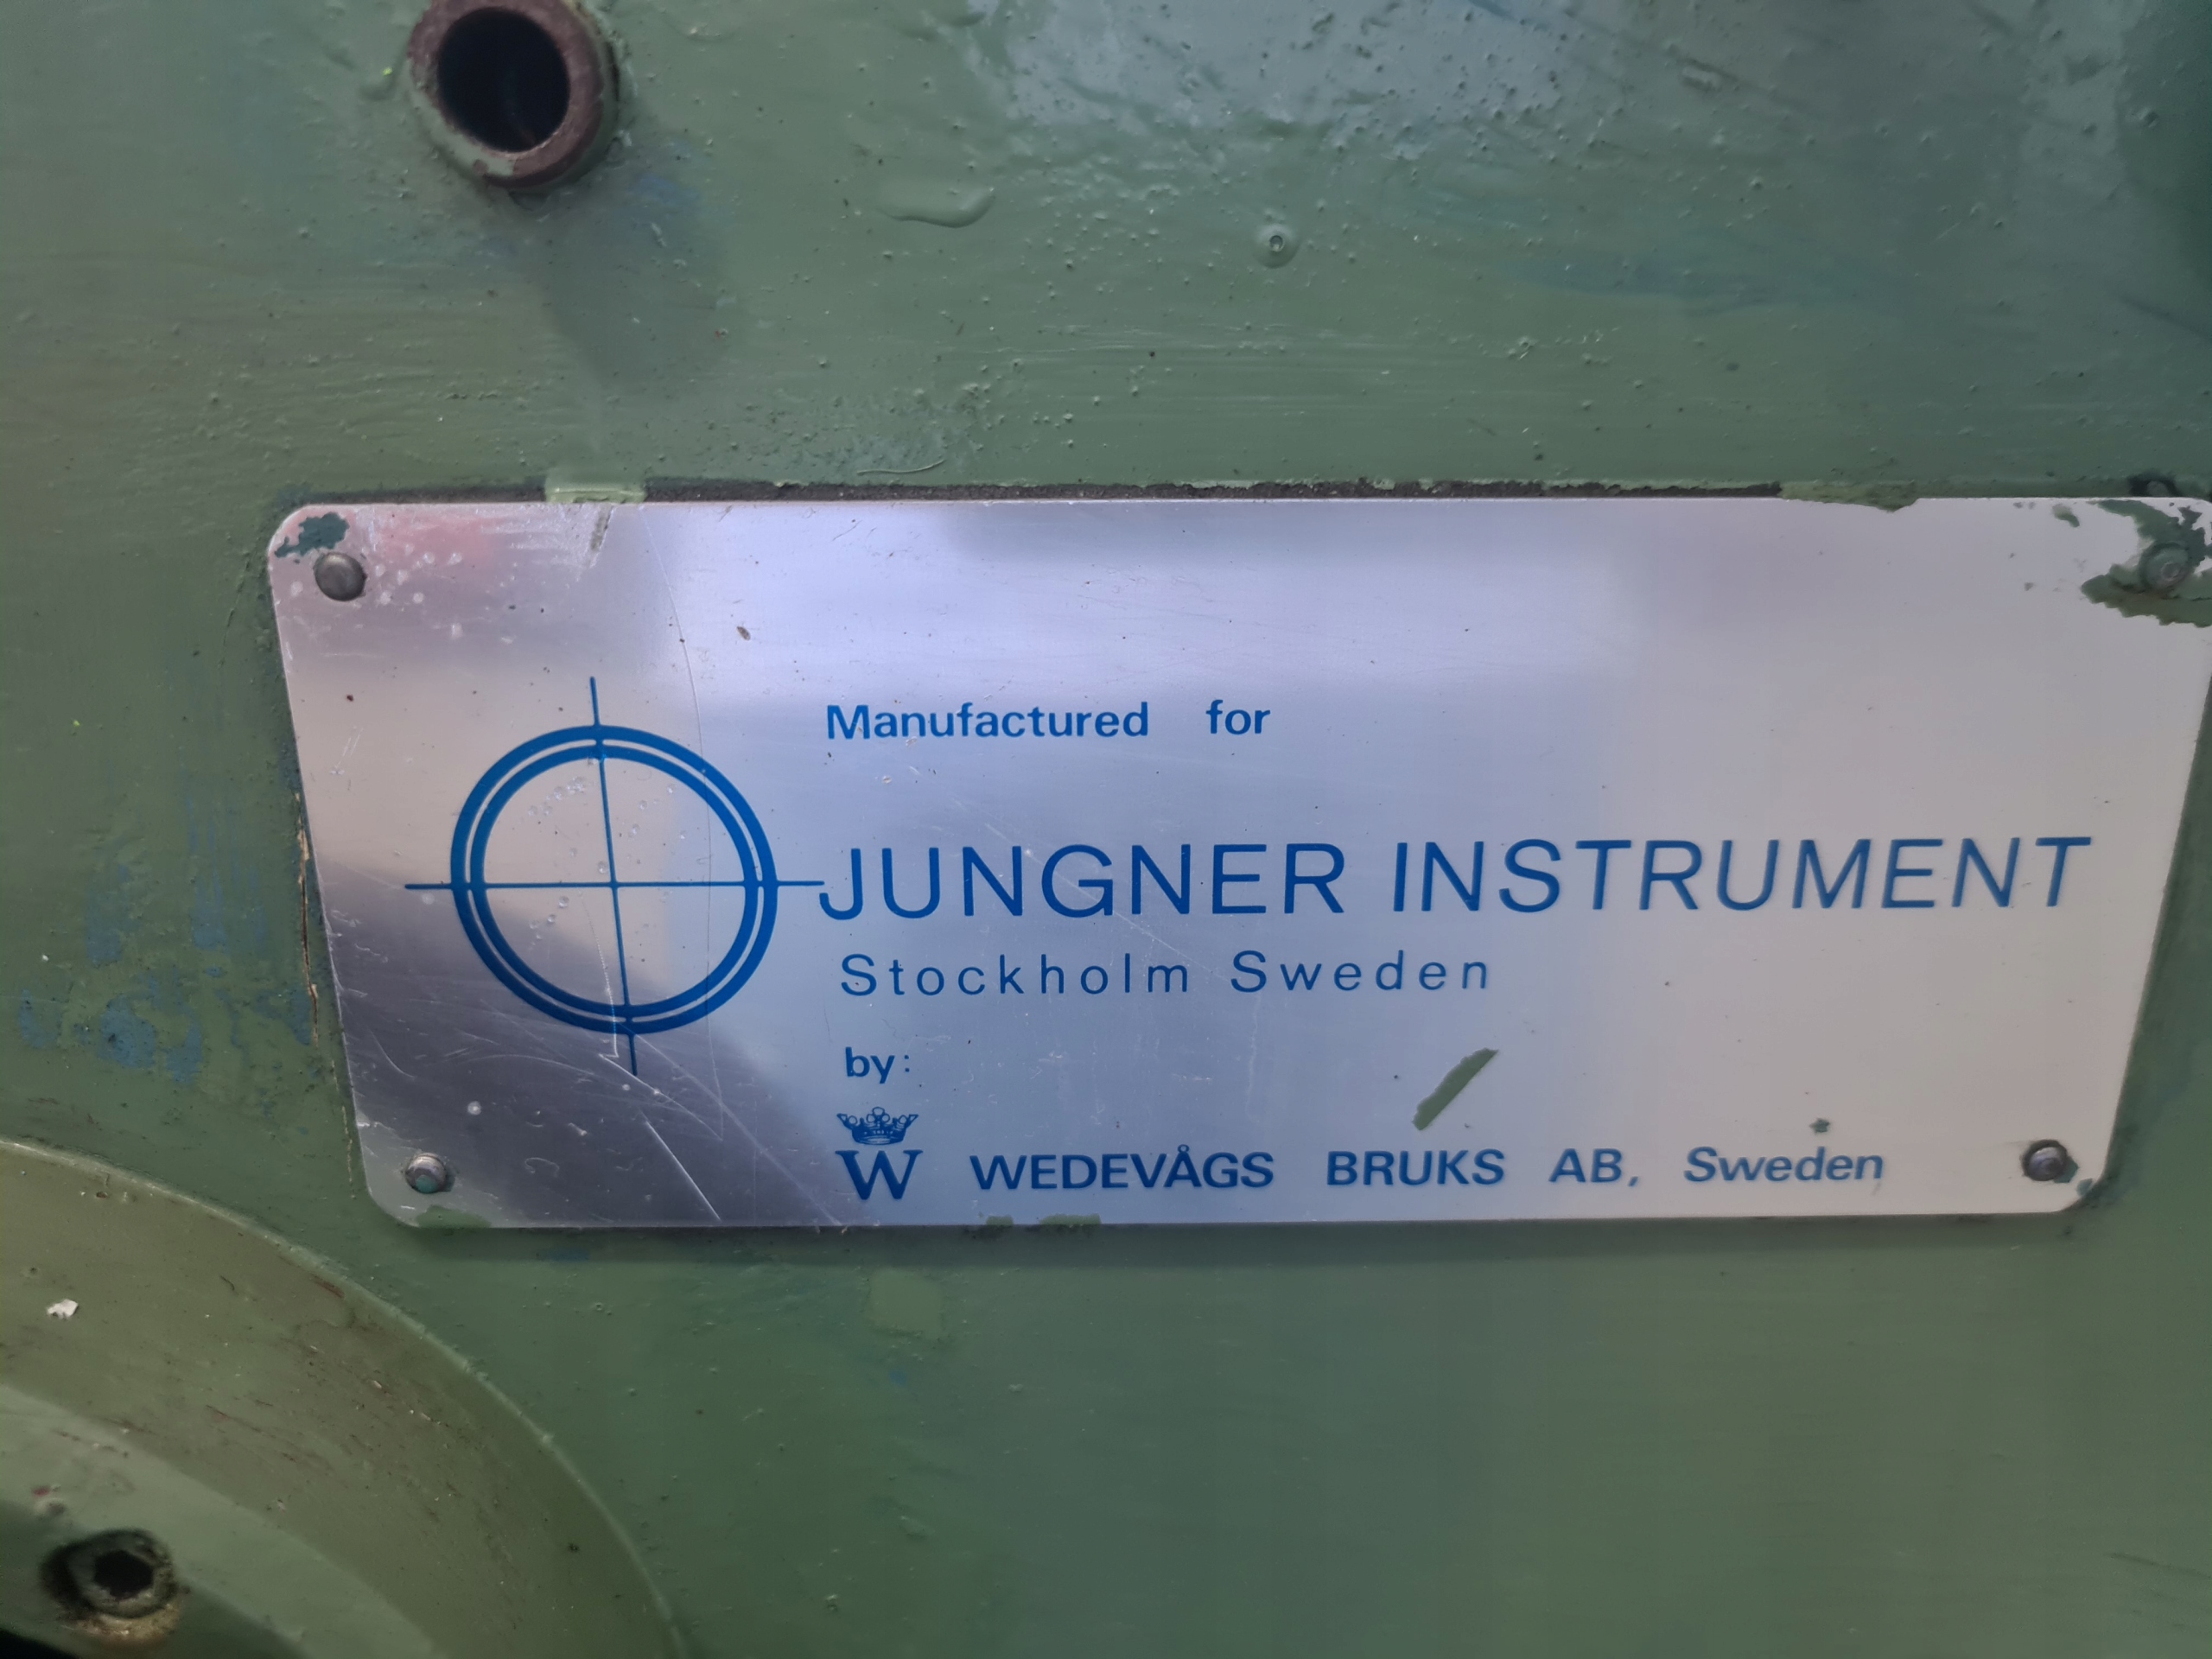 Manufactured for
JUNGNER INSTRUMENT
Stockholm Sweden
by:
W WEDEVÅGS BRUKS AB, Sweden